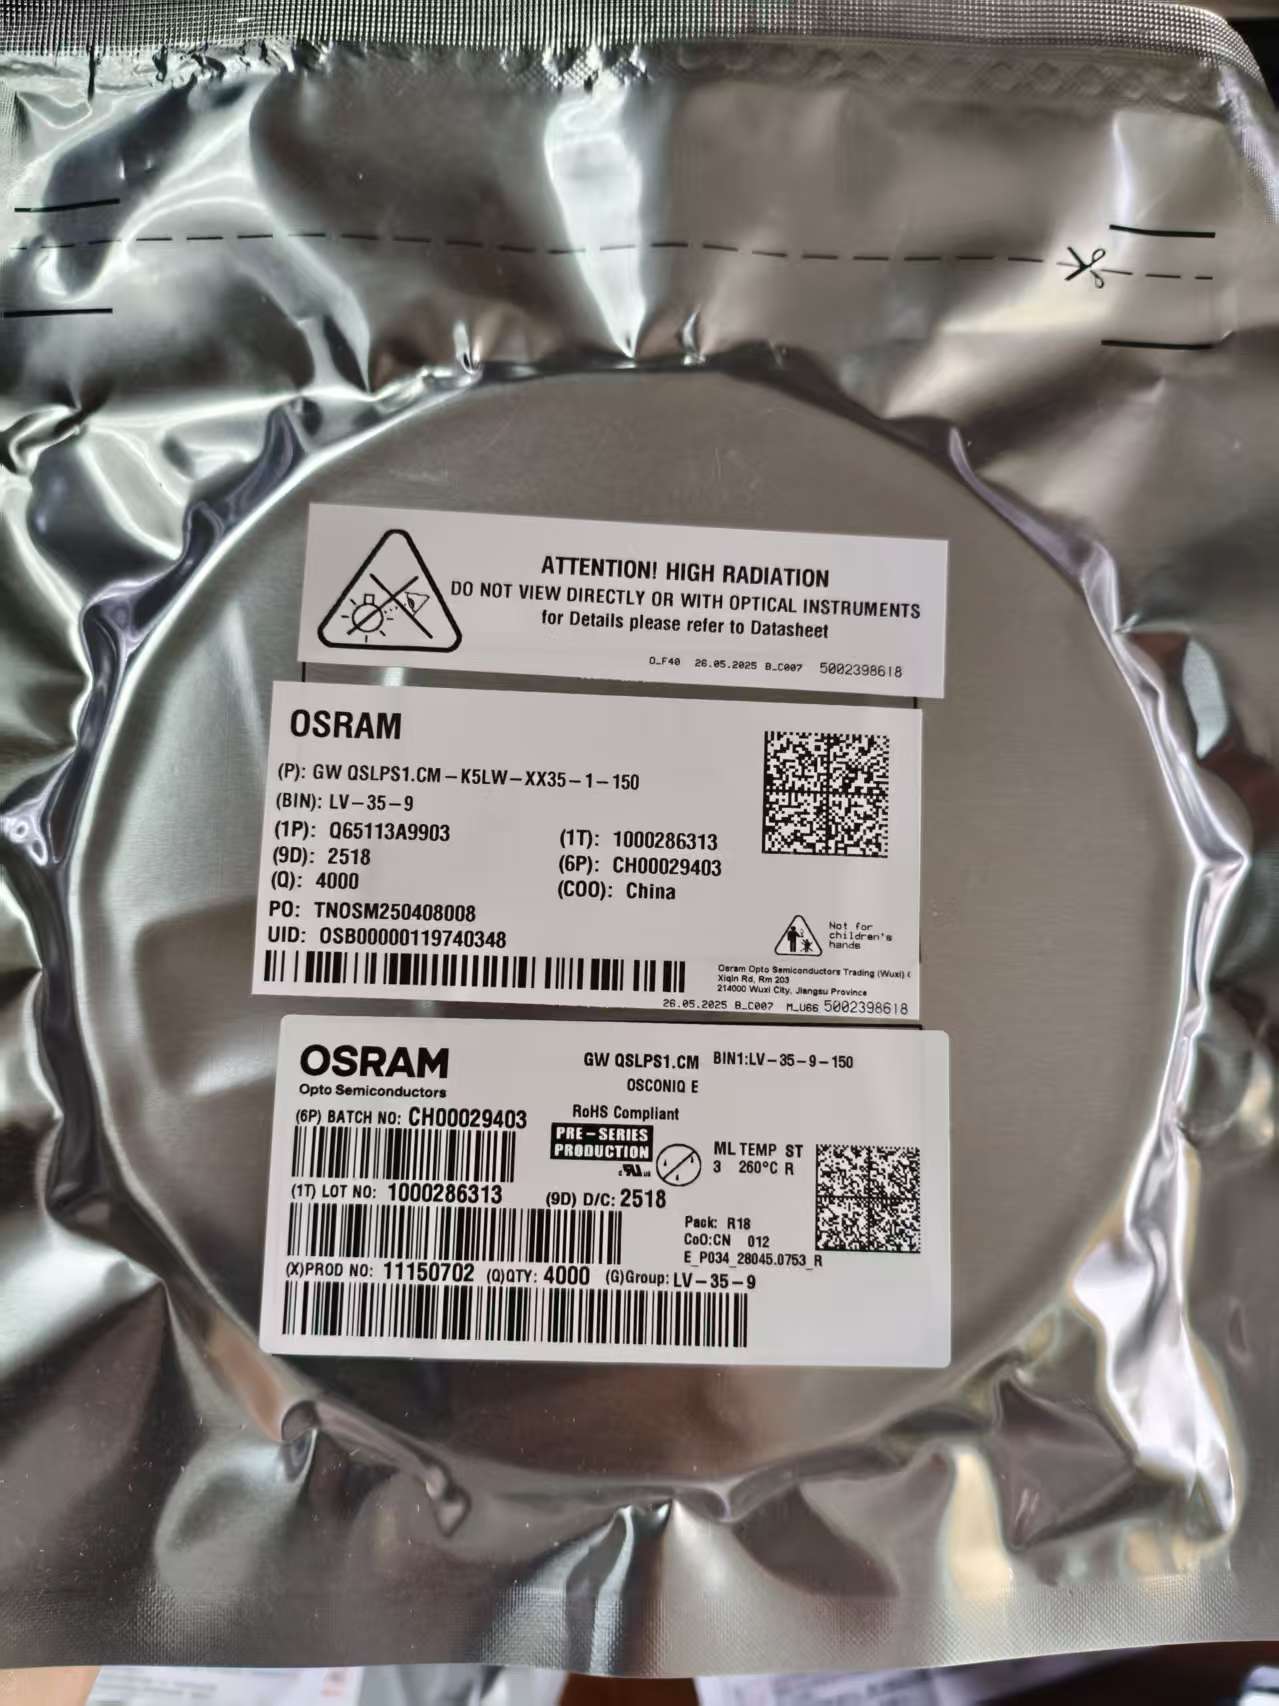 ATTENTION! HIGH RADIATION
DO NOT VIEW DIRECTLY OR WITH OPTICAL INSTRUMENTS
for Details please refer to Datasheet
O_F40 26.05.2025 B_C007 5002398618
OSRAM
(P): GW QSLPS1.CM-K5LW-XX35-1-150
(BIN): LV-35-9
(1P): Q65113A9903
(9D): 2518
(Q): 4000
(1T): 1000286313
(6P): CH00029403
(COO): China
PO: TNOSM250408008
UID: OSB00000119740348
Not for
children's
hands
Osram Opto Semiconductors Trading (Wuxi) (
Xiqin Rd, Rm 203
214000 Wuxi City, Jiangsu Province
26.05.2025 B_C007 M_U66 5002398618
OSRAM
Opto Semiconductors
GW QSLPS1.CM BIN1:LV-35-9-150
OSCONIQ E
(6P) BATCH NO: CH00029403
RoHS Compliant
PRE-SERIES
PRODUCTION
ML TEMP ST
3 260°C R
(1T) LOT NO: 1000286313 (9D) D/C: 2518
Pack: R18
CoO:CN 012
E_P034_28045.0753_R
(X)PROD NO: 11150702 (Q)QTY: 4000 (G)Group: LV-35-9